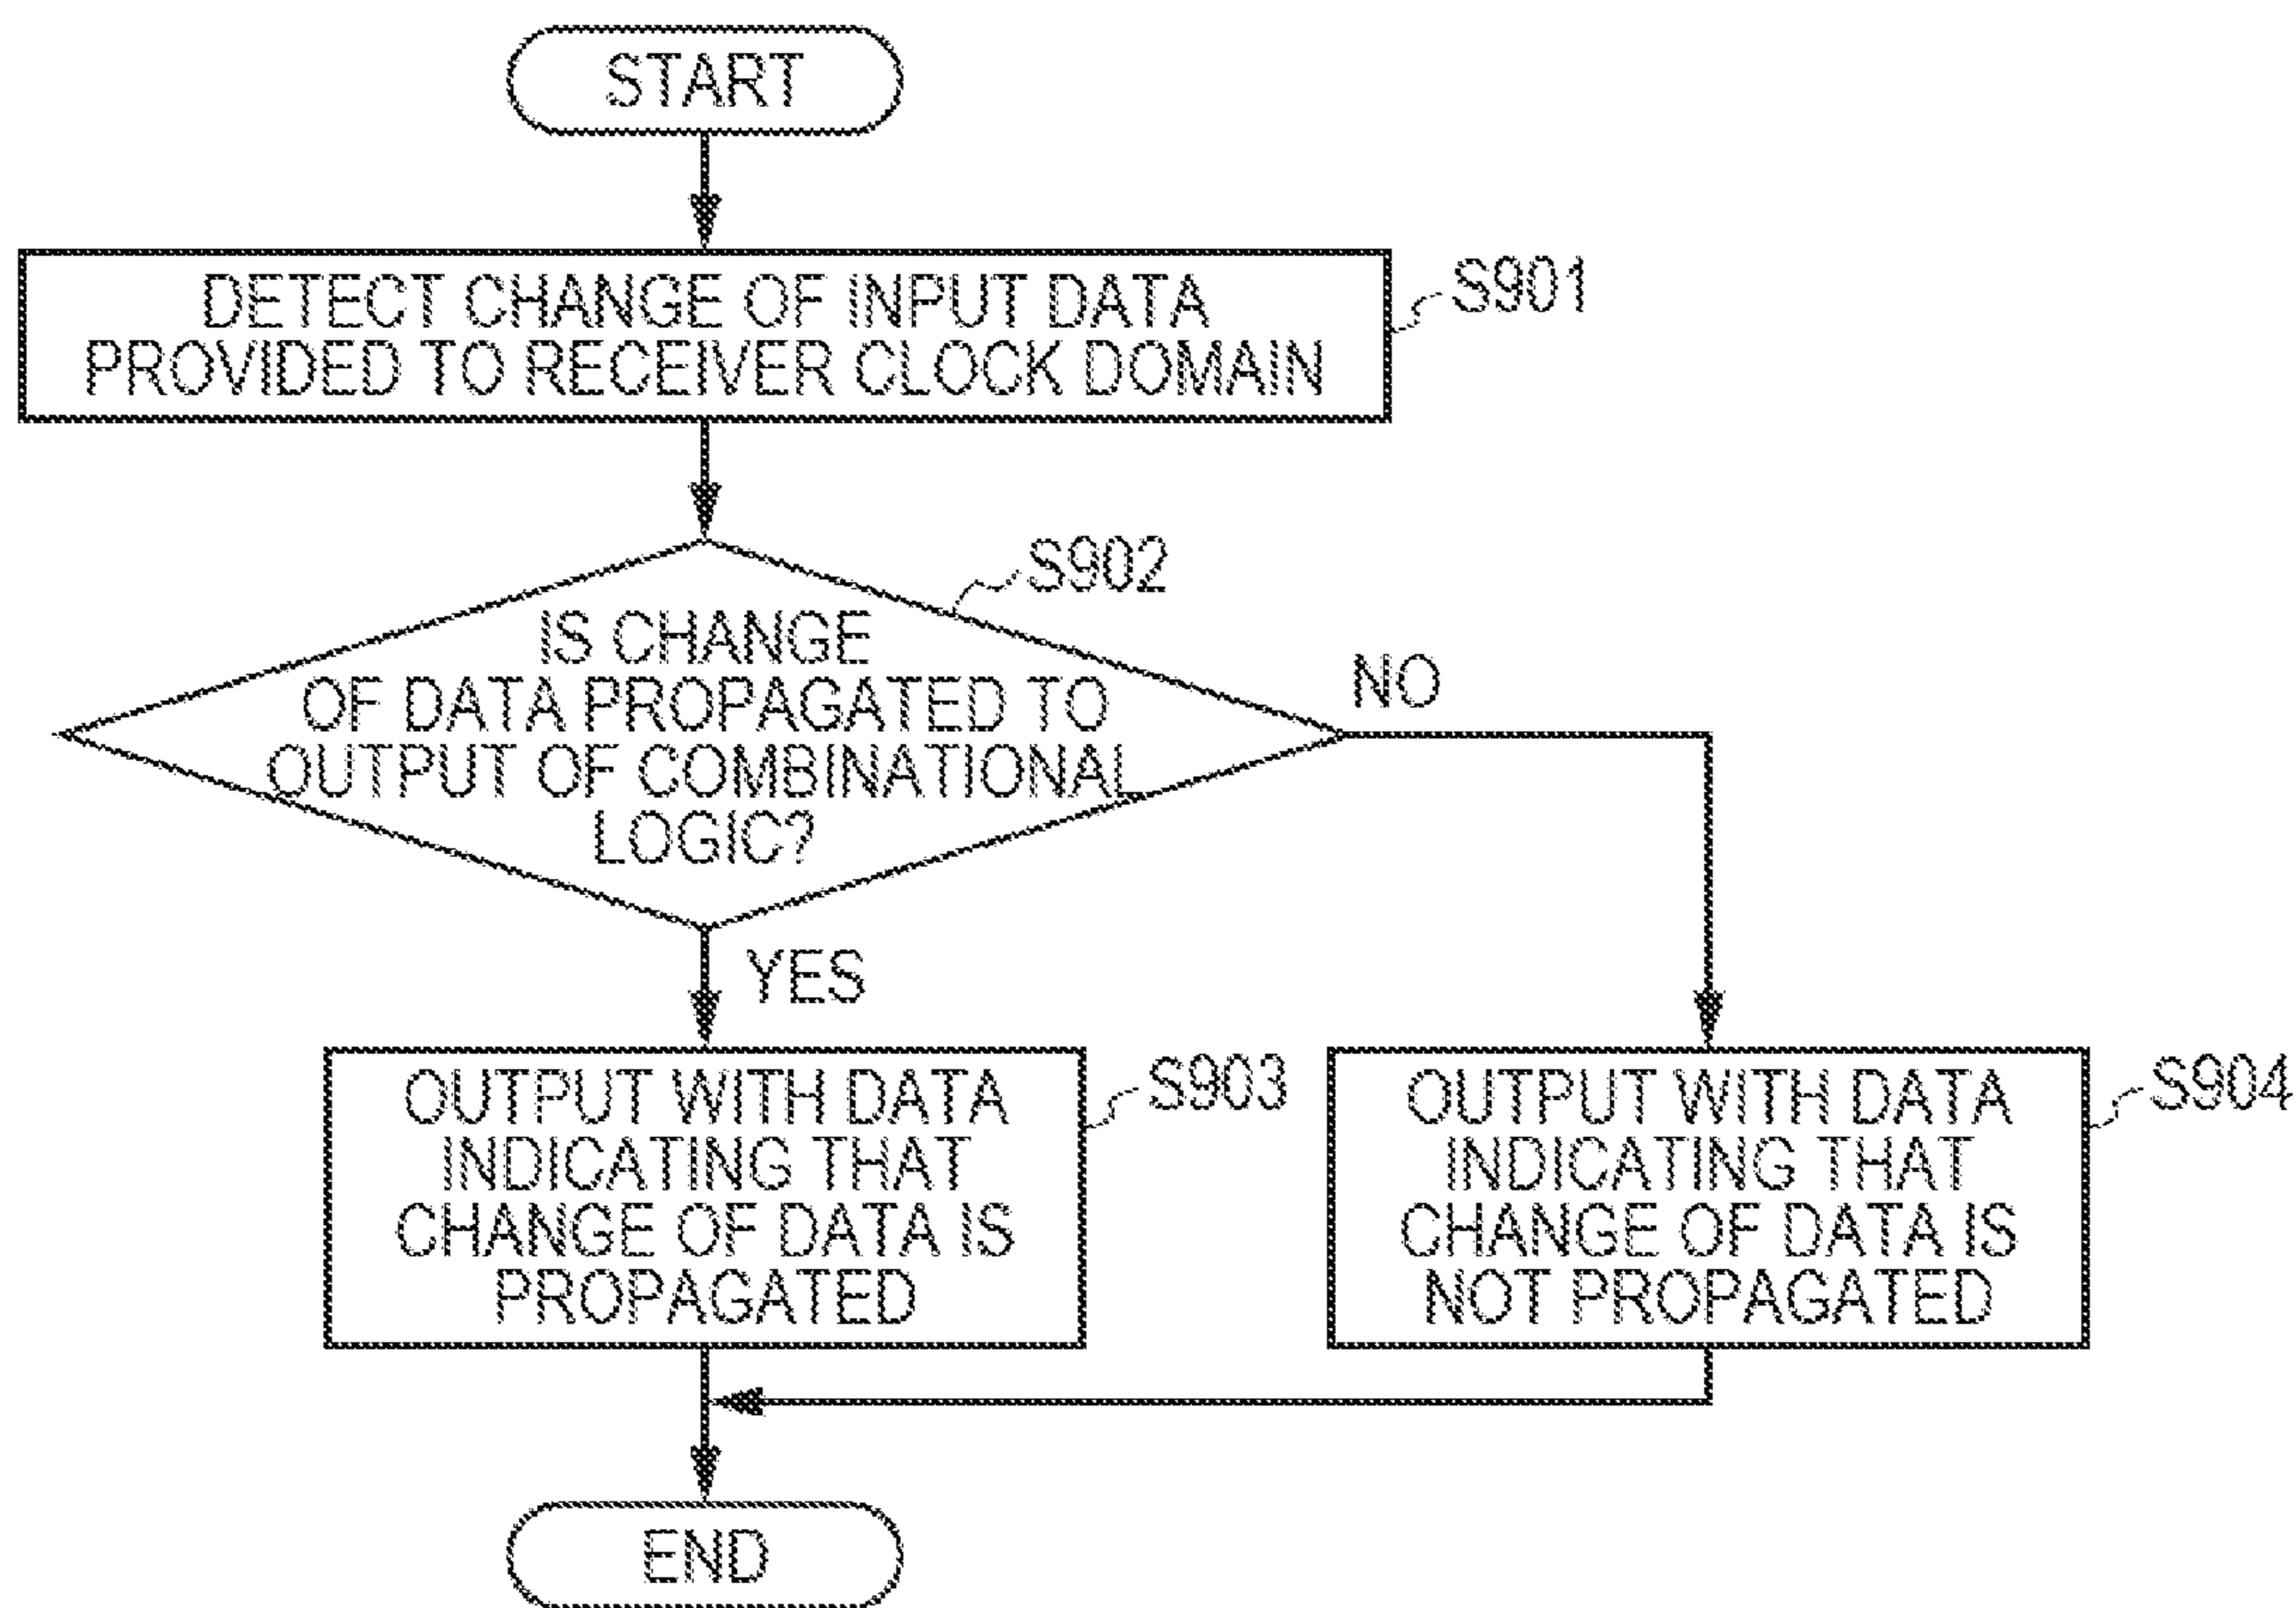 START
DETECT CHANGE OF INPUT DATA
PROVIDED TO RECEIVER CLOCK DOMAIN
S901
S902
IS CHANGE
OF DATA PROPAGATED TO
OUTPUT OF COMBINATIONAL
LOGIC?
NO
YES
OUTPUT WITH DATA
INDICATING THAT
CHANGE OF DATA IS
PROPAGATED
S903
OUTPUT WITH DATA
INDICATING THAT
CHANGE OF DATA IS
NOT PROPAGATED
S904
END